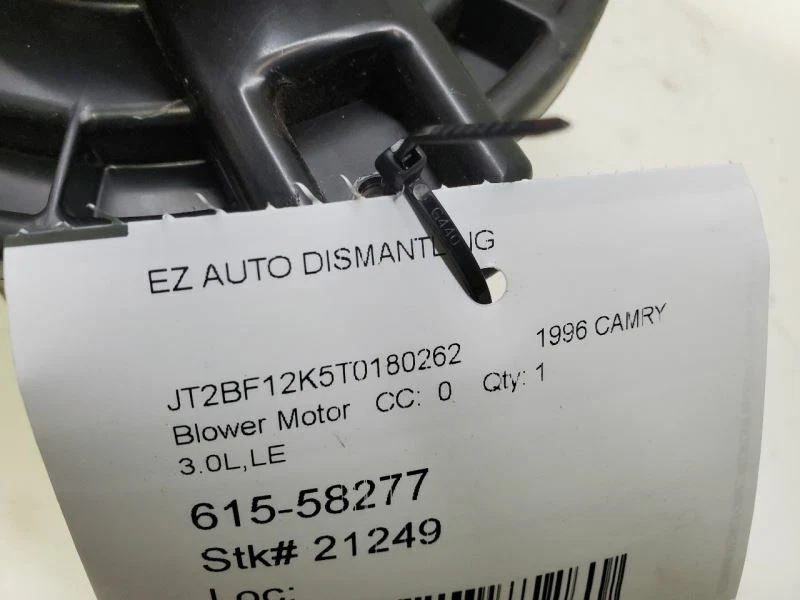 EZ AUTO DISMANTLING
JT2BF12K5T0180262 1996 CAMRY
Blower Motor CC: 0 Qty: 1
3.0L,LE
615-58277
Stk# 21249
Loc: